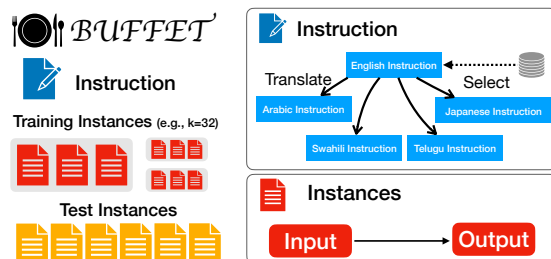 BUFFET
Instruction
Training Instances (e.g., k=32)
Test Instances
Instruction
English Instruction
Translate
Select
Arabic Instruction
Japanese Instruction
Swahili Instruction
Telugu Instruction
Instances
Input
Output